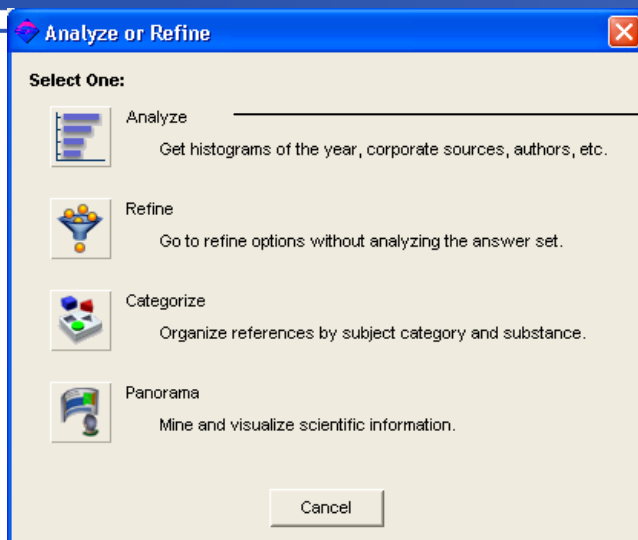 Analyze or Refine
Select One:
Analyze
Get histograms of the year, corporate sources, authors, etc.
Refine
Go to refine options without analyzing the answer set.
Categorize
Organize references by subject category and substance.
Panorama
Mine and visualize scientific information.
Cancel